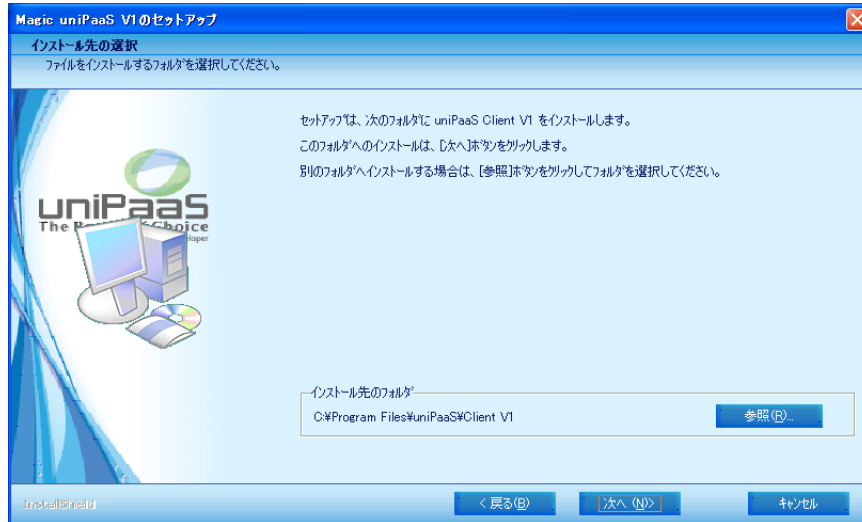 Magic uniPaaS V1のセットアップ
インストール先の選択
ファイルをインストールするフォルダを選択してください。
セットアップは、次のフォルダに uniPaaS Client V1 をインストールします。
このフォルダへのインストールは、[次へ]ボタンをクリックします。
別のフォルダへインストールする場合は、[参照]ボタンをクリックしてフォルダを選択してください。
uniPaaS
The
Choice
インストール先のフォルダ
C:¥Program Files¥uniPaaS¥Client V1
参照(R)...
InstallShield
< 戻る(B)
次へ (N)>
キャンセル